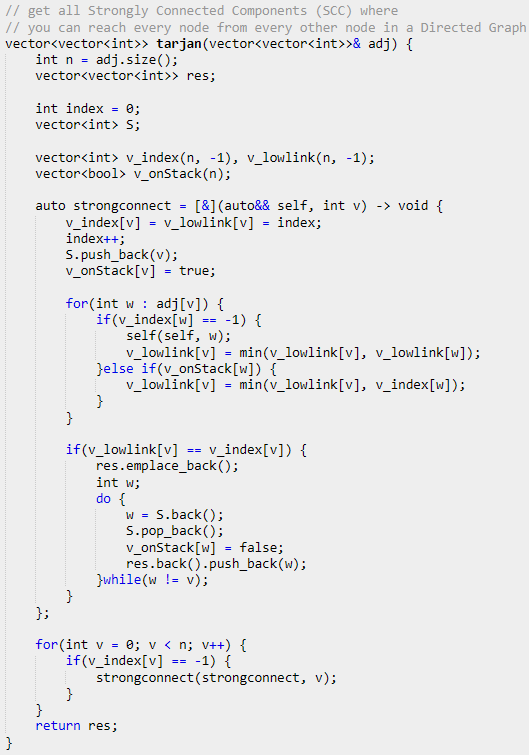 // get all Strongly Connected Components (SCC) where
// you can reach every node from every other node in a Directed Graph
vector<vector<int>> tarjan(vector<vector<int>>& adj) {
    int n = adj.size();
    vector<vector<int>> res;

    int index = 0;
    vector<int> S;

    vector<int> v_index(n, -1), v_lowlink(n, -1);
    vector<bool> v_onStack(n);

    auto strongconnect = [&](auto&& self, int v) -> void {
        v_index[v] = v_lowlink[v] = index;
        index++;
        S.push_back(v);
        v_onStack[v] = true;

        for(int w : adj[v]) {
            if(v_index[w] == -1) {
                self(self, w);
                v_lowlink[v] = min(v_lowlink[v], v_lowlink[w]);
            }else if(v_onStack[w]) {
                v_lowlink[v] = min(v_lowlink[v], v_index[w]);
            }
        }

        if(v_lowlink[v] == v_index[v]) {
            res.emplace_back();
            int w;
            do {
                w = S.back();
                S.pop_back();
                v_onStack[w] = false;
                res.back().push_back(w);
            }while(w != v);
        }
    };

    for(int v = 0; v < n; v++) {
        if(v_index[v] == -1) {
            strongconnect(strongconnect, v);
        }
    }
    return res;
}